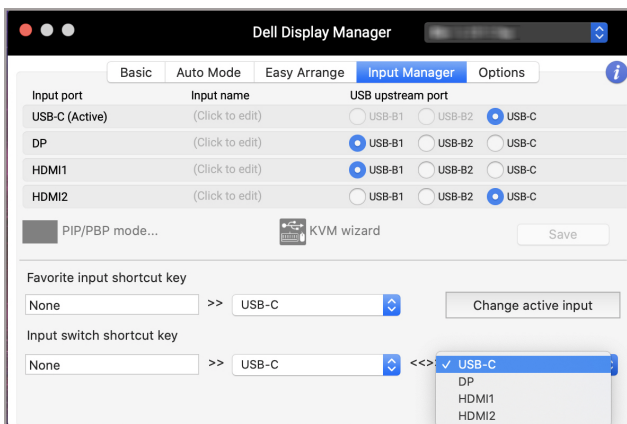 Dell Display Manager
Basic Auto Mode Easy Arrange Input Manager Options i
Input port Input name USB upstream port
USB-C (Active) (Click to edit) USB-B1 USB-B2 USB-C
DP (Click to edit) USB-B1 USB-B2 USB-C
HDMI1 (Click to edit) USB-B1 USB-B2 USB-C
HDMI2 (Click to edit) USB-B1 USB-B2 USB-C
PIP/PBP mode... KVM wizard Save
Favorite input shortcut key
None >> USB-C Change active input
Input switch shortcut key
None >> USB-C <<> ✓ USB-C
DP
HDMI1
HDMI2